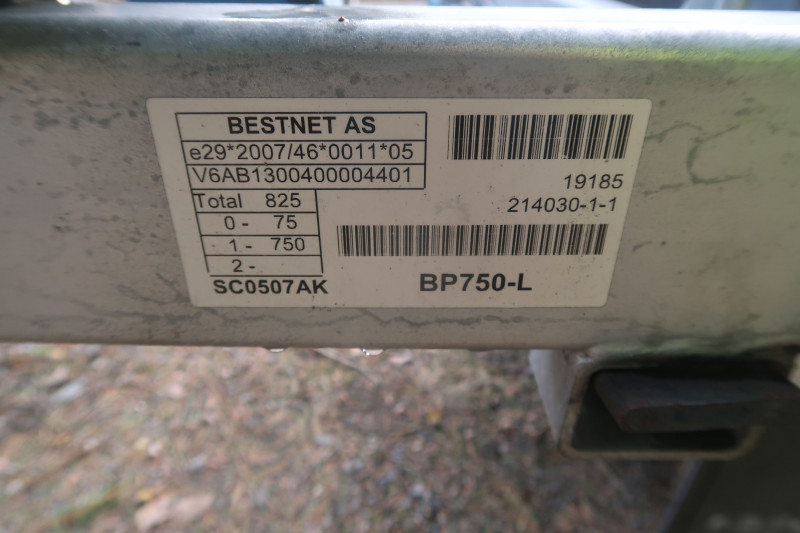 BESTNET AS
e29*2007/46*0011*05
V6AB1300400004401
Total 825
0 - 75
1 - 750
2 -
SC0507AK
19185
214030-1-1
BP750-L